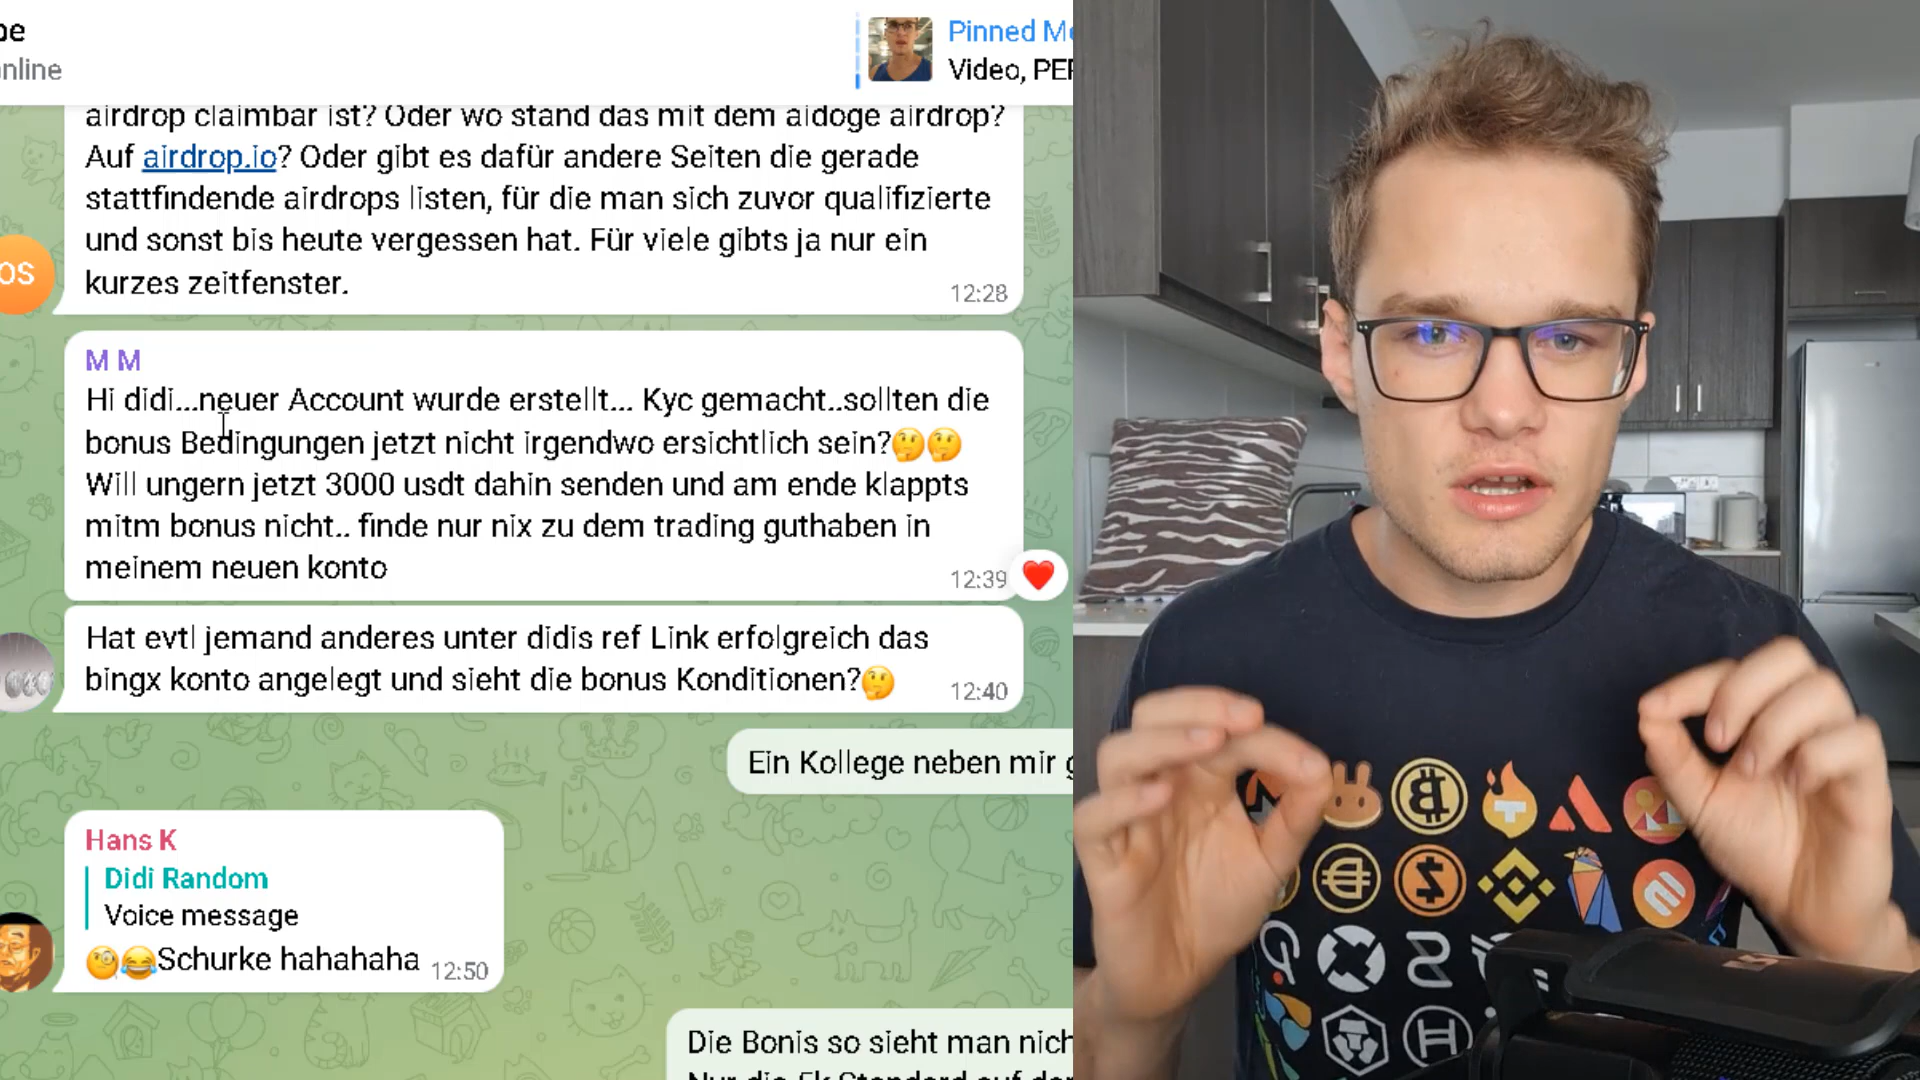 be
nline
Pinned Me
Video, PEP
airdrop claimbar ist? Oder wo stand das mit dem aidoge airdrop?
Auf airdrop.io? Oder gibt es dafür andere Seiten die gerade
stattfindende airdrops listen, für die man sich zuvor qualifizierte
und sonst bis heute vergessen hat. Für viele gibts ja nur ein
kurzes zeitfenster.
12:28
OS
M M
Hi didi...neuer Account wurde erstellt... Kyc gemacht..sollten die
bonus Bedingungen jetzt nicht irgendwo ersichtlich sein?🤔🤔
Will ungern jetzt 3000 usdt dahin senden und am ende klappts
mitm bonus nicht.. finde nur nix zu dem trading guthaben in
meinem neuen konto
12:39
Hat evtl jemand anderes unter didis ref Link erfolgreich das
bingx konto angelegt und sieht die bonus Konditionen?🤔
12:40
Ein Kollege neben mir g
Hans K
Didi Random
Voice message
🧐😂Schurke hahahaha
12:50
Die Bonis so sieht man nich